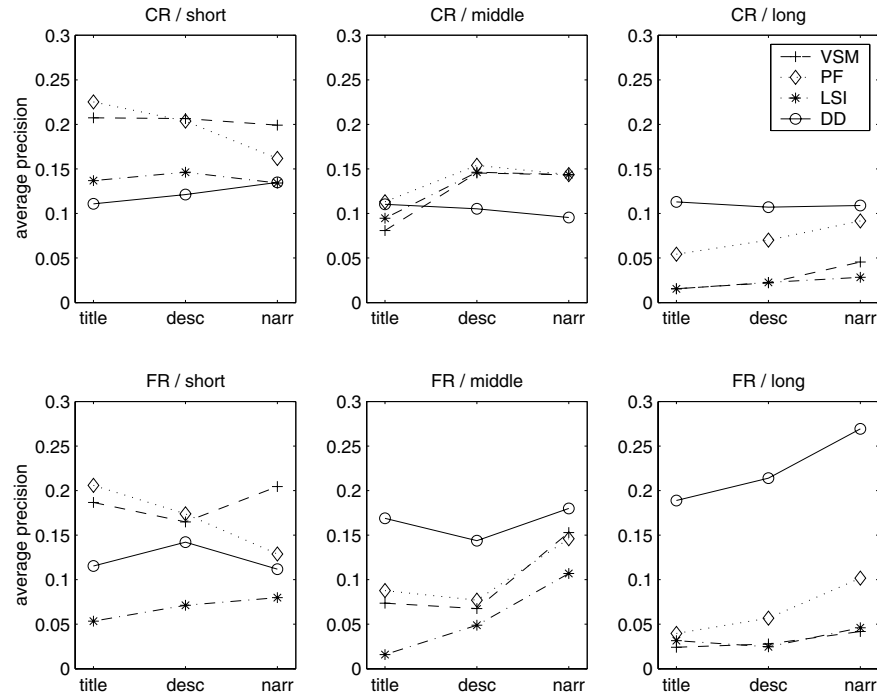 CR / short
CR / middle
CR / long
0.3
0.25
0.2
0.15
0.1
0.05
0
average precision
title desc narr
0.3
0.25
0.2
0.15
0.1
0.05
0
title desc narr
0.3
0.25
0.2
0.15
0.1
0.05
0
title desc narr
VSM
PF
LSI
DD
FR / short
FR / middle
FR / long
0.3
0.25
0.2
0.15
0.1
0.05
0
average precision
title desc narr
0.3
0.25
0.2
0.15
0.1
0.05
0
title desc narr
0.3
0.25
0.2
0.15
0.1
0.05
0
title desc narr